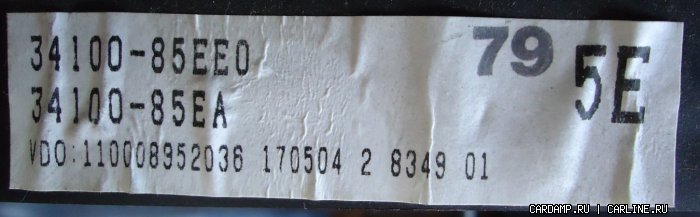 34100-85EE0 79 5E
34100-85EA
VDO:110008952036 170504 2 8349 01
CARDAMP.RU | CARLINE.RU